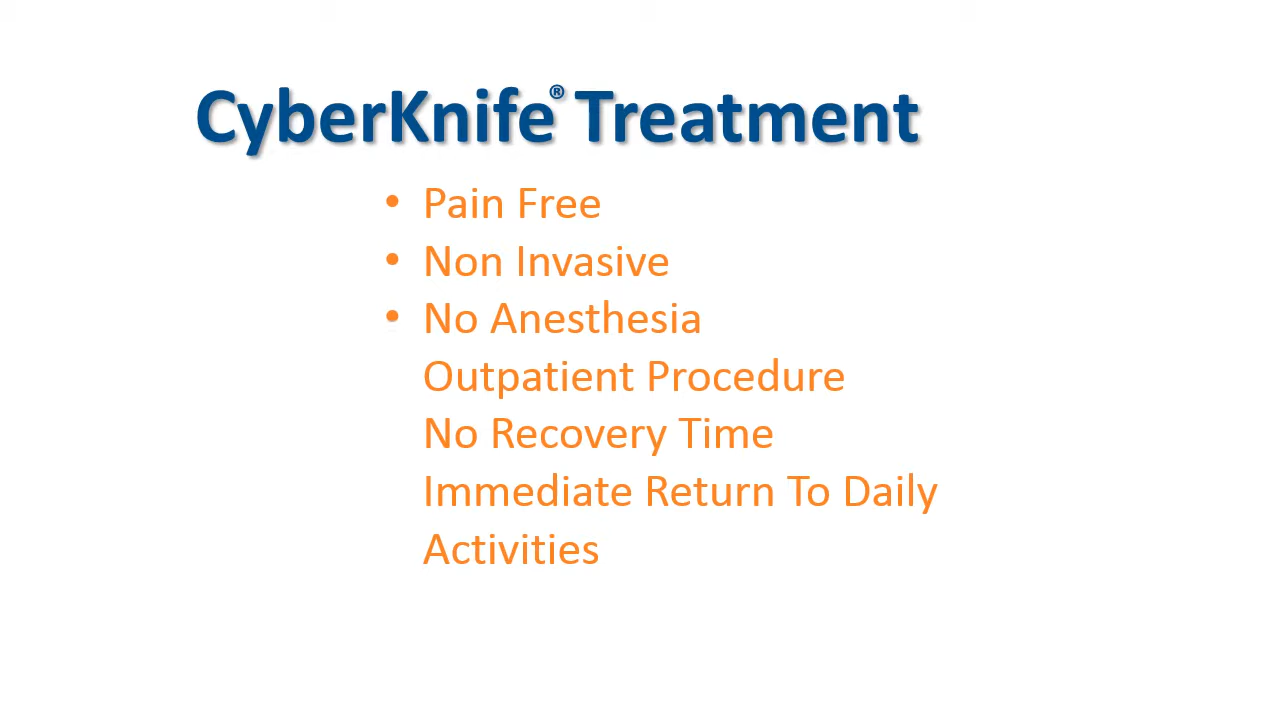 CyberKnife® Treatment
• Pain Free
• Non Invasive
• No Anesthesia
Outpatient Procedure
No Recovery Time
Immediate Return To Daily
Activities